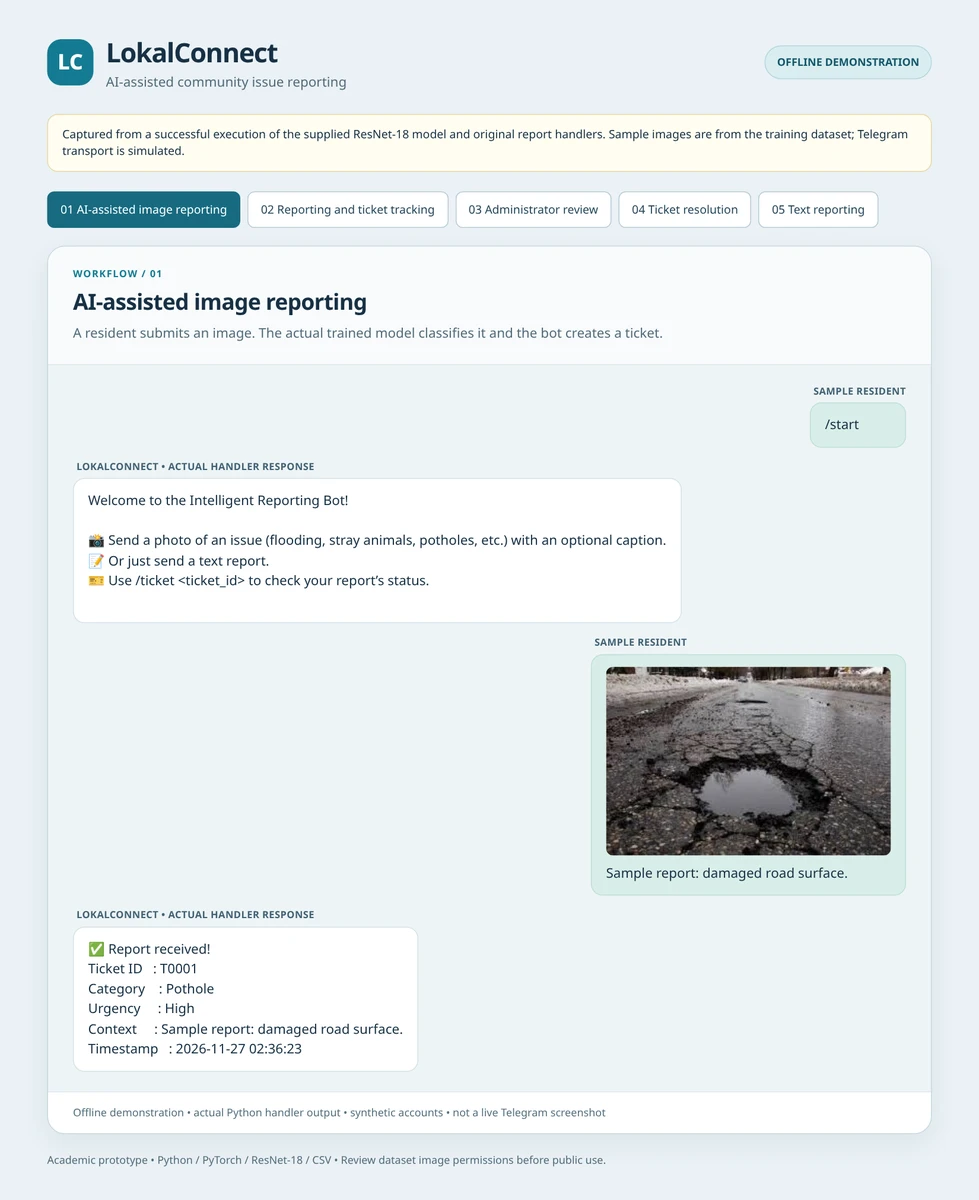 LC
LokalConnect
AI-assisted community issue reporting
OFFLINE DEMONSTRATION
Captured from a successful execution of the supplied ResNet-18 model and original report handlers. Sample images are from the training dataset; Telegram
transport is simulated.
01 AI-assisted image reporting
02 Reporting and ticket tracking
03 Administrator review
04 Ticket resolution
05 Text reporting
WORKFLOW / 01
AI-assisted image reporting
A resident submits an image. The actual trained model classifies it and the bot creates a ticket.
SAMPLE RESIDENT
/start
LOKALCONNECT • ACTUAL HANDLER RESPONSE
Welcome to the Intelligent Reporting Bot!
📸 Send a photo of an issue (flooding, stray animals, potholes, etc.) with an optional caption.
📝 Or just send a text report.
🎫 Use /ticket <ticket_id> to check your report’s status.
SAMPLE RESIDENT
Sample report: damaged road surface.
LOKALCONNECT • ACTUAL HANDLER RESPONSE
✅ Report received!
Ticket ID : T0001
Category : Pothole
Urgency : High
Context : Sample report: damaged road surface.
Timestamp : 2026-11-27 02:36:23
Offline demonstration • actual Python handler output • synthetic accounts • not a live Telegram screenshot
Academic prototype • Python / PyTorch / ResNet-18 / CSV • Review dataset image permissions before public use.